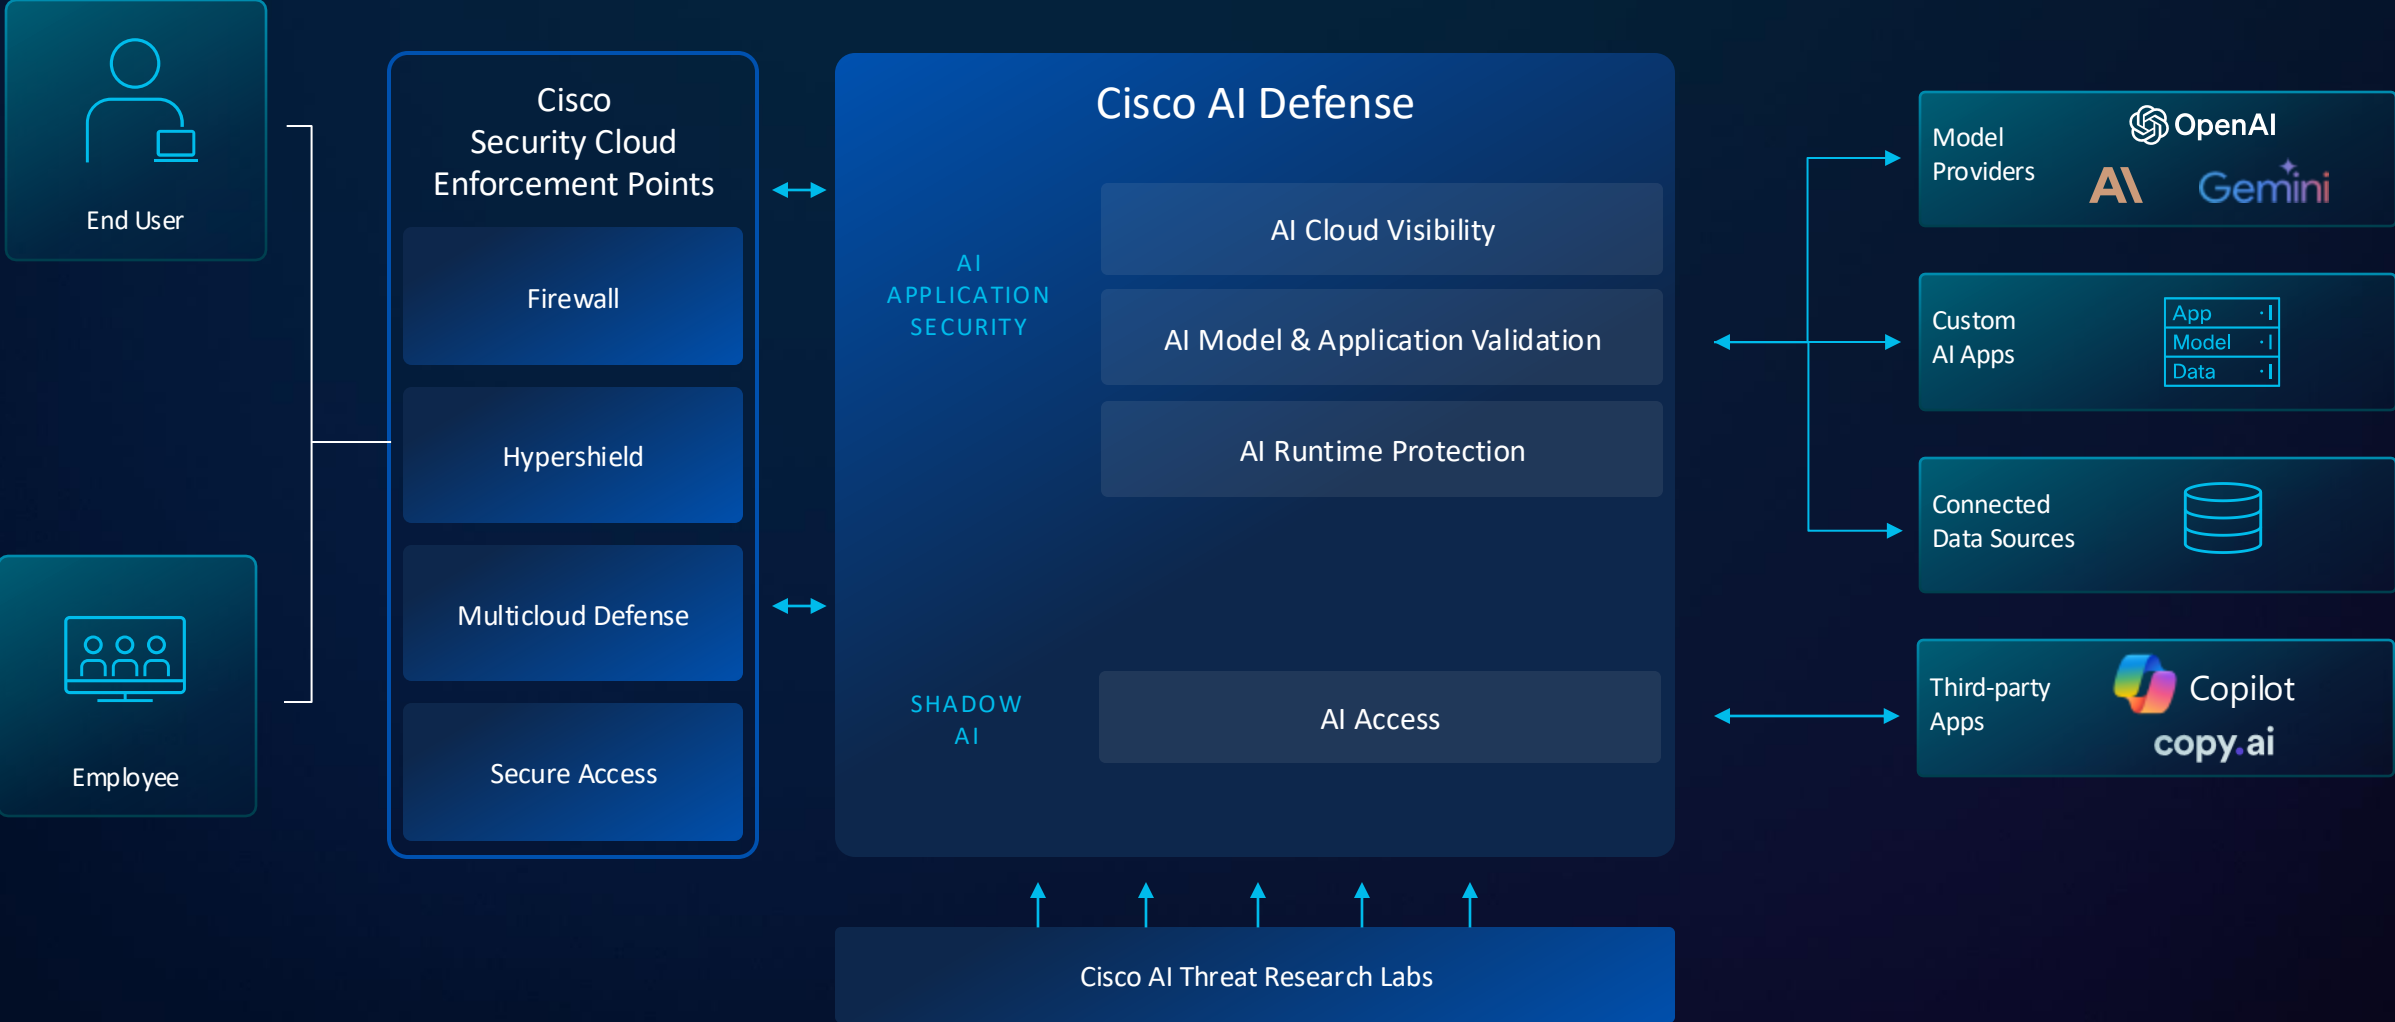 End User
Employee
Cisco
Security Cloud
Enforcement Points
Firewall
Hypershield
Multicloud Defense
Secure Access
Cisco AI Defense
AI
APPLICATION
SECURITY
AI Cloud Visibility
AI Model & Application Validation
AI Runtime Protection
SHADOW
AI
AI Access
Cisco AI Threat Research Labs
Model
Providers
OpenAI
AI
Gemini
Custom
AI Apps
App
Model
Data
Connected
Data Sources
Third-party
Apps
Copilot
copy.ai